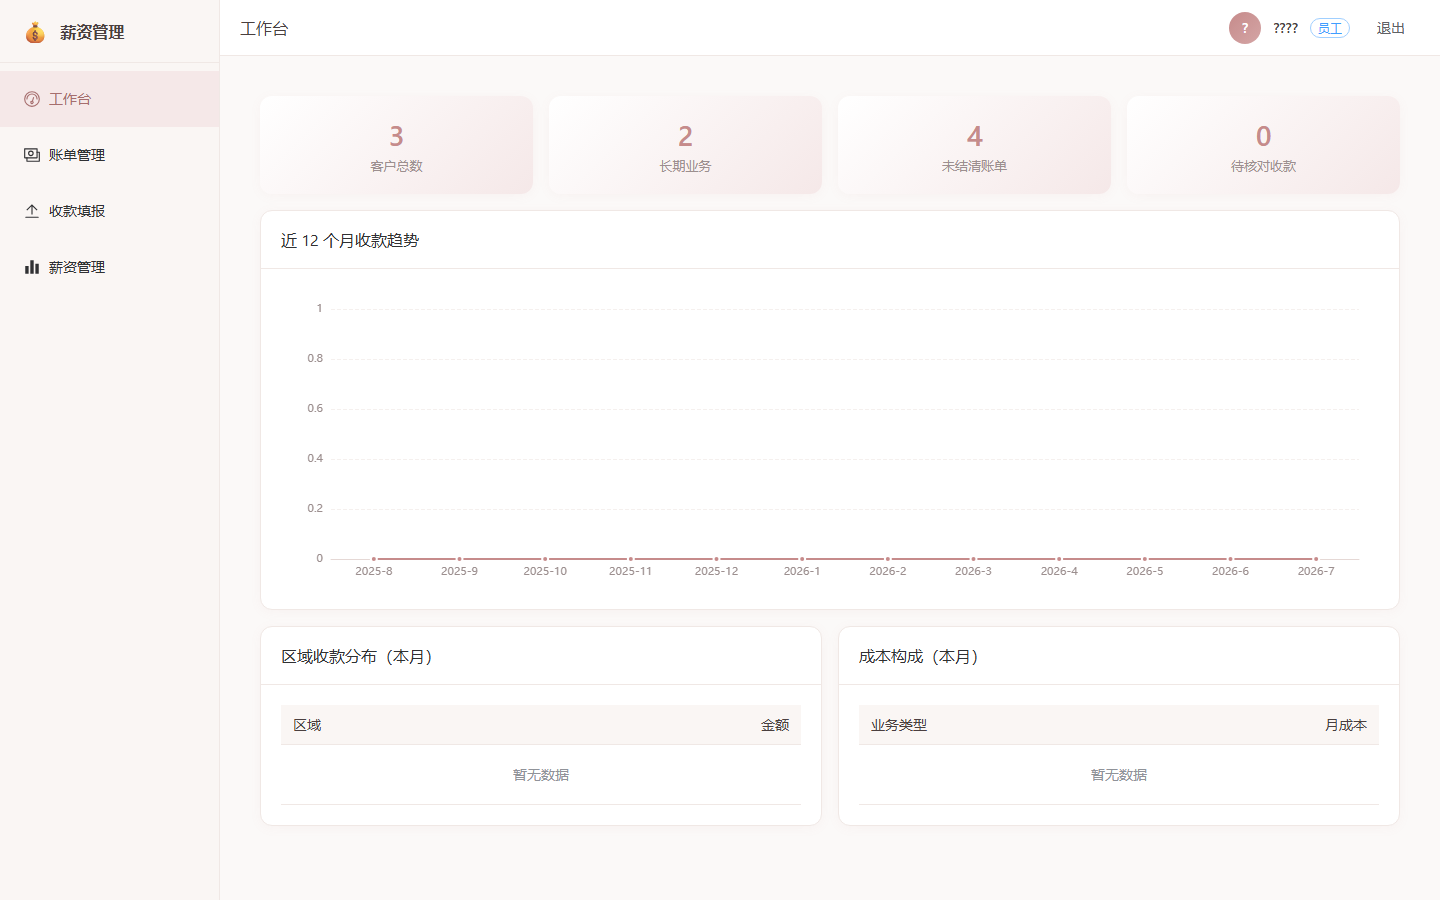 薪资管理
工作台
账单管理
收款填报
薪资管理
工作台
? ???? 员工 退出
3
客户总数
2
长期业务
4
未结清账单
0
待核对收款
近 12 个月收款趋势
1
0.8
0.6
0.4
0.2
0
2025-8 2025-9 2025-10 2025-11 2025-12 2026-1 2026-2 2026-3 2026-4 2026-5 2026-6 2026-7
区域收款分布（本月）
区域 金额
暂无数据
成本构成（本月）
业务类型 月成本
暂无数据